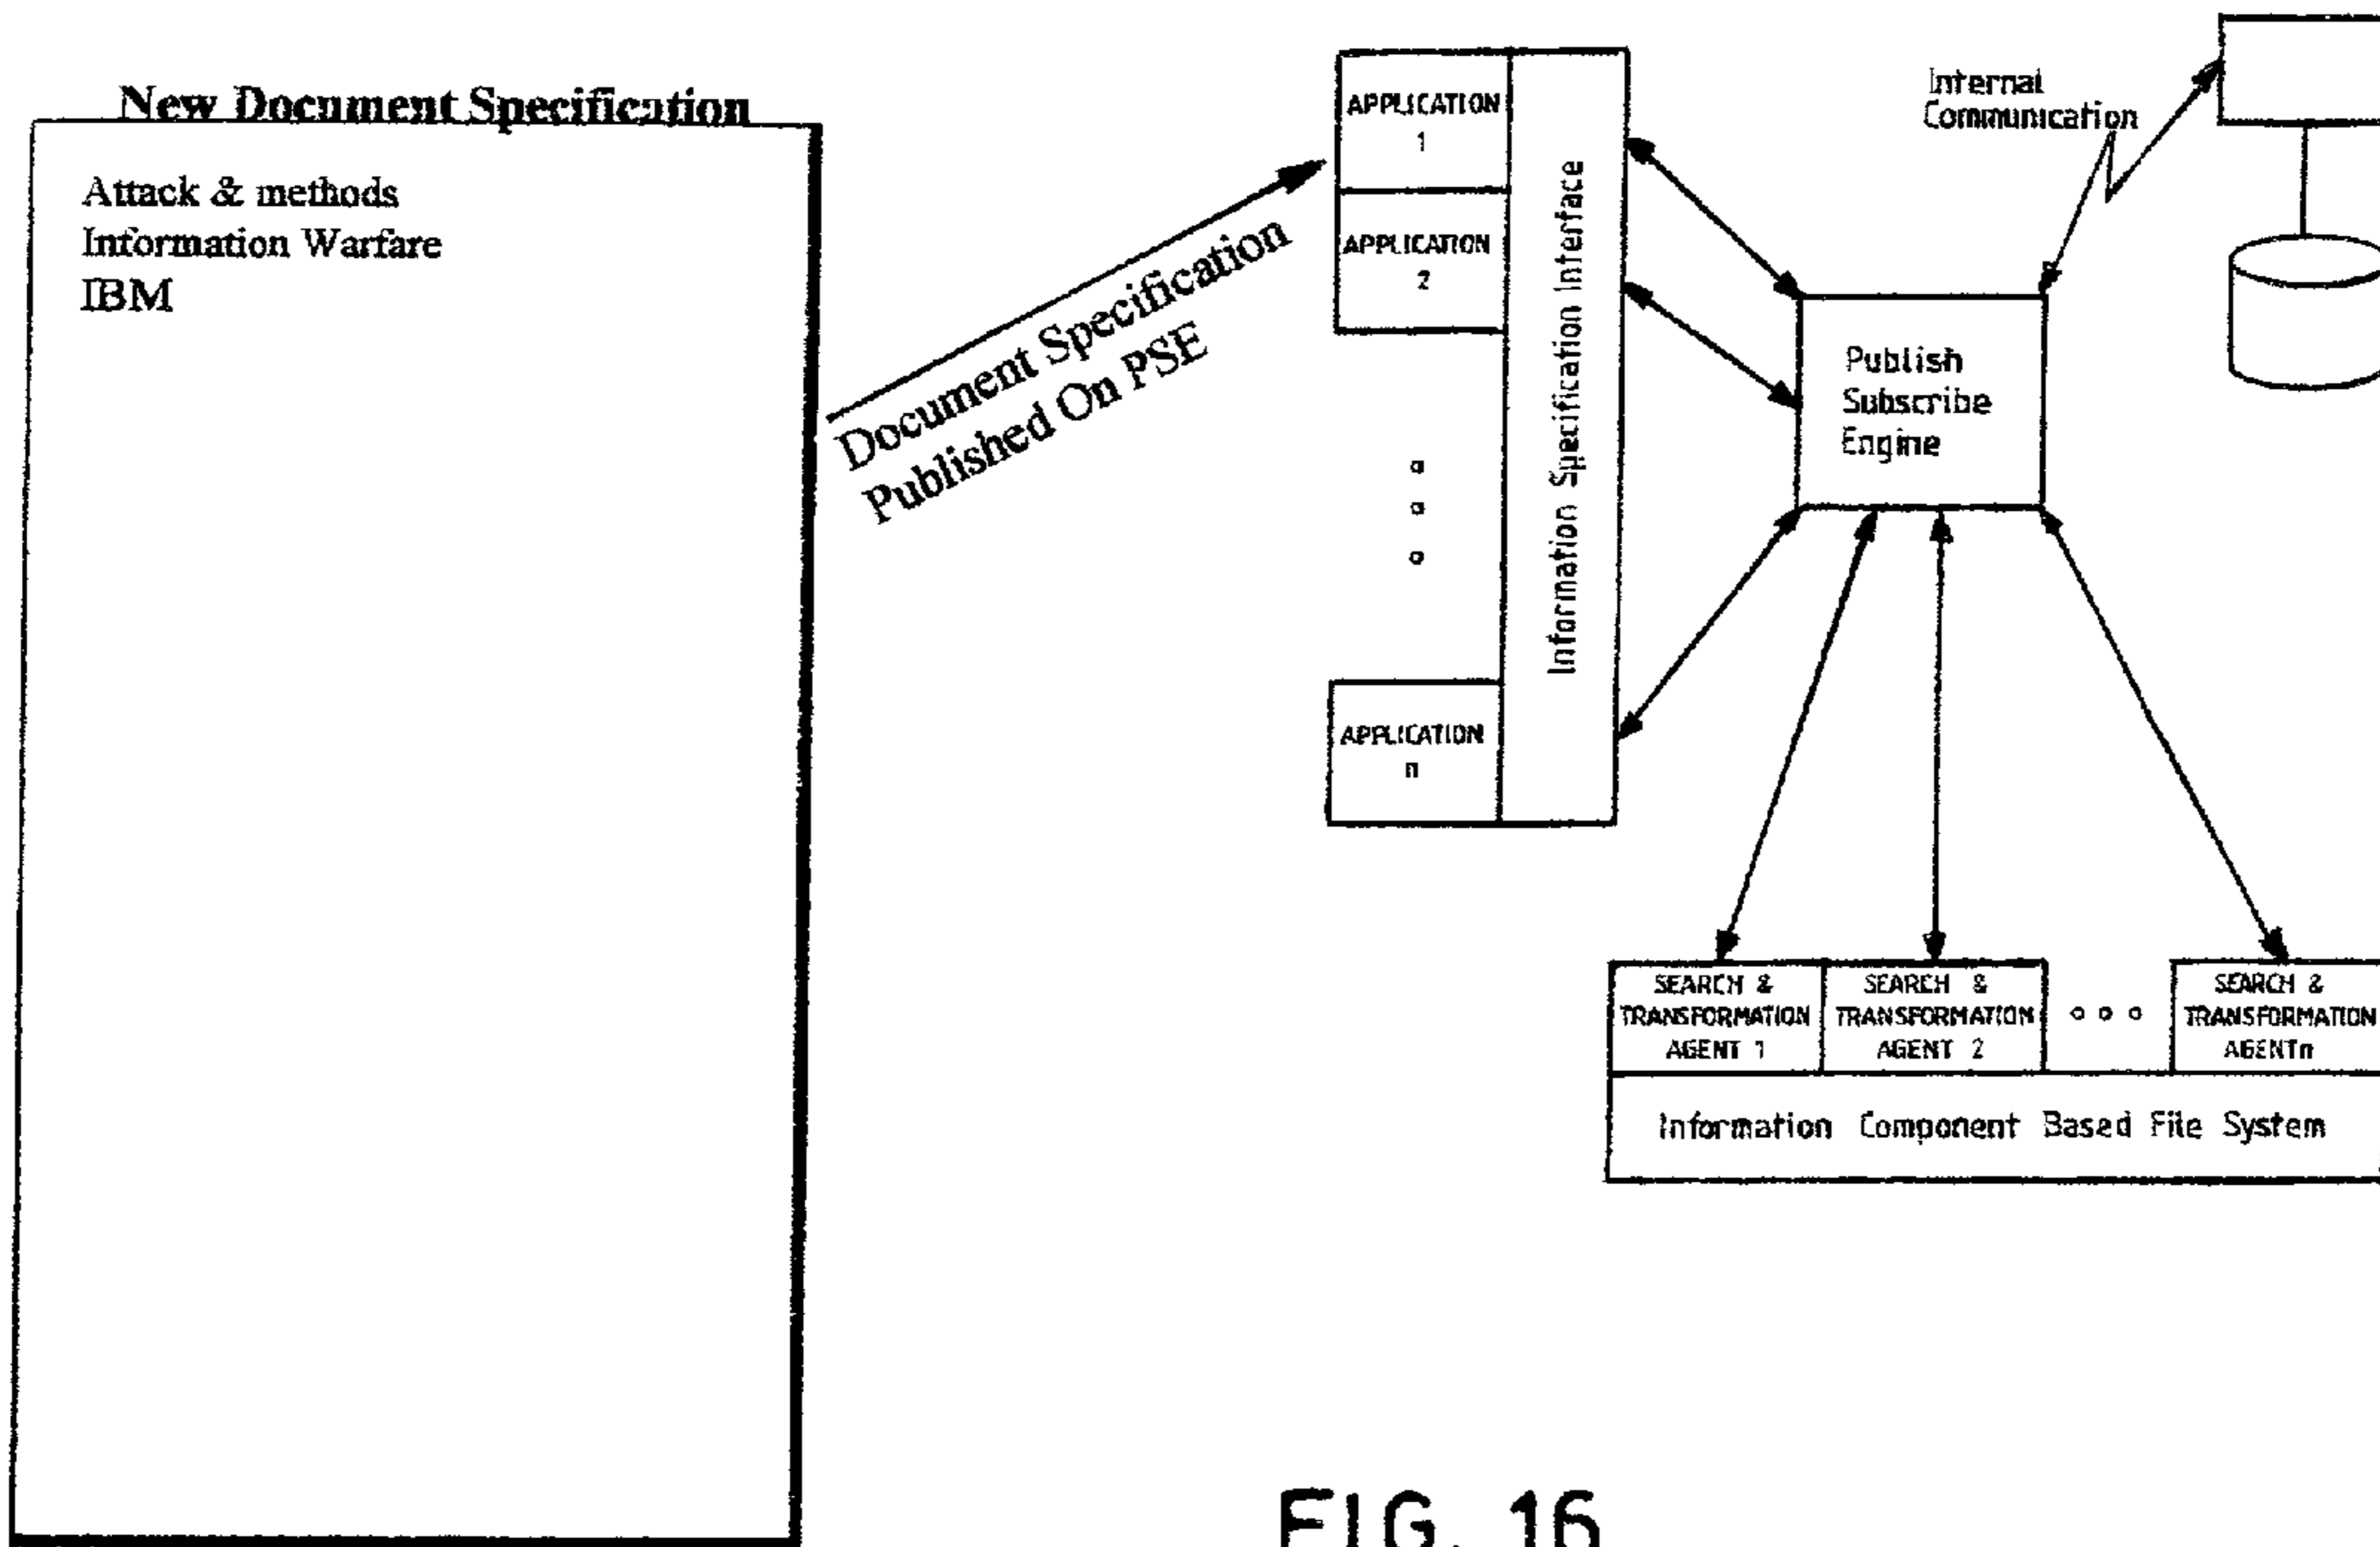 New Document Specification
Attack & methods
Information Warfare
IBM
Document Specification
Published On PSE
APPLICATION
1
APPLICATION
2
APPLICATION
n
Information Specification Interface
Internal
Communication
Publish
Subscribe
Engine
SEARCH &
TRANSFORMATION
AGENT 1
SEARCH &
TRANSFORMATION
AGENT 2
SEARCH &
TRANSFORMATION
AGENTn
Information Component Based File System
FIG. 16